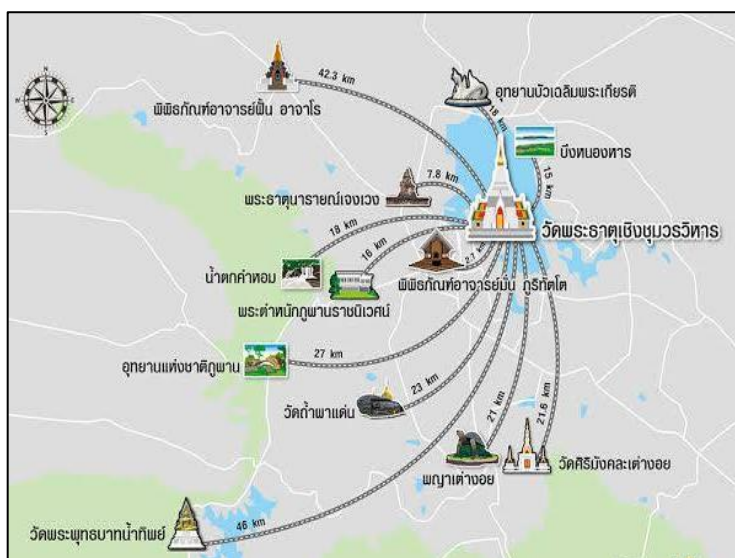 42.3 km
พิพิธภัณฑ์อาจารย์ฝั้น อาจาโร
อุทยานบัวเฉลิมพระเกียรติ
18 km
บึงหนองหาร
15 km
พระธาตุนารายณ์เจงเวง
7.8 km
วัดพระธาตุเชิงชุมวรวิหาร
18 km
น้ำตกคำหอม
16 km
พระตำหนักภูพานราชนิเวศน์
2.7 km
พิพิธภัณฑ์อาจารย์มั่น ภูริทัตโต
อุทยานแห่งชาติภูพาน
27 km
วัดถ้ำผาแด่น
23 km
21 km
พญาเต่างอย
21.6 km
วัดศิริมังคละเต่างอย
วัดพระพุทธบาทน้ำทิพย์
46 km